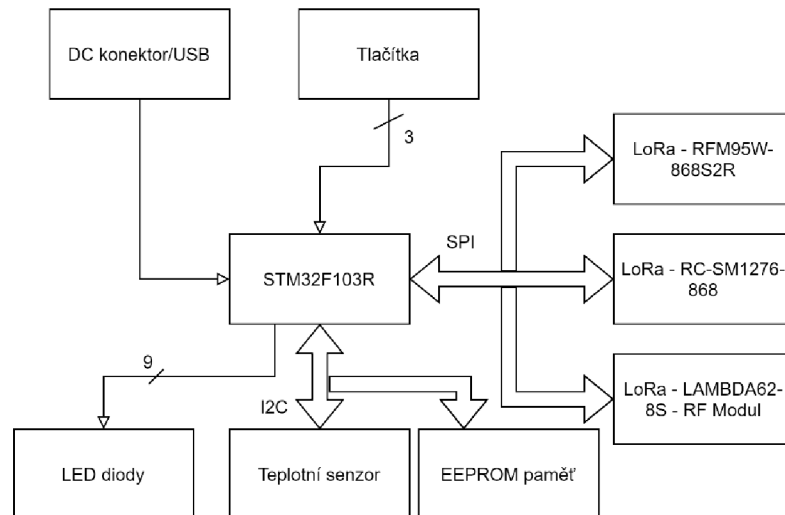 DC konektor/USB
Tlačítka
3
LoRa - RFM95W-
868S2R
SPI
STM32F103R
LoRa - RC-SM1276-
868
9
I2C
LoRa - LAMBDA62-
8S - RF Modul
LED diody
Teplotní senzor
EEPROM paměť